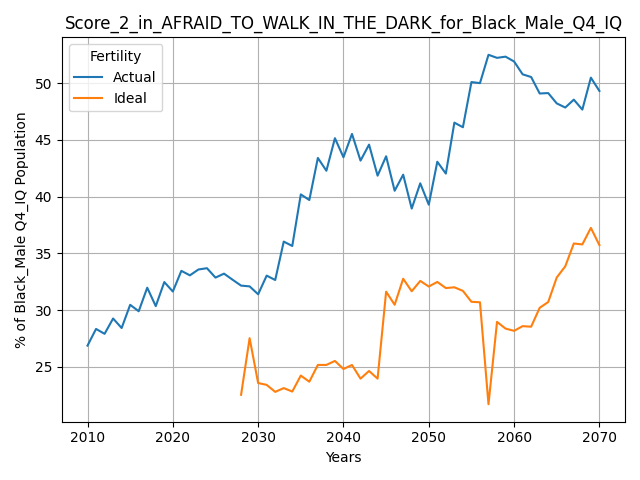 Score_2_in_AFRAID_TO_WALK_IN_THE_DARK_for_Black_Male_Q4_IQ
Fertility
Actual
Ideal
% of Black_Male Q4_IQ Population
50
45
40
35
30
25
2010 2020 2030 2040 2050 2060 2070
Years